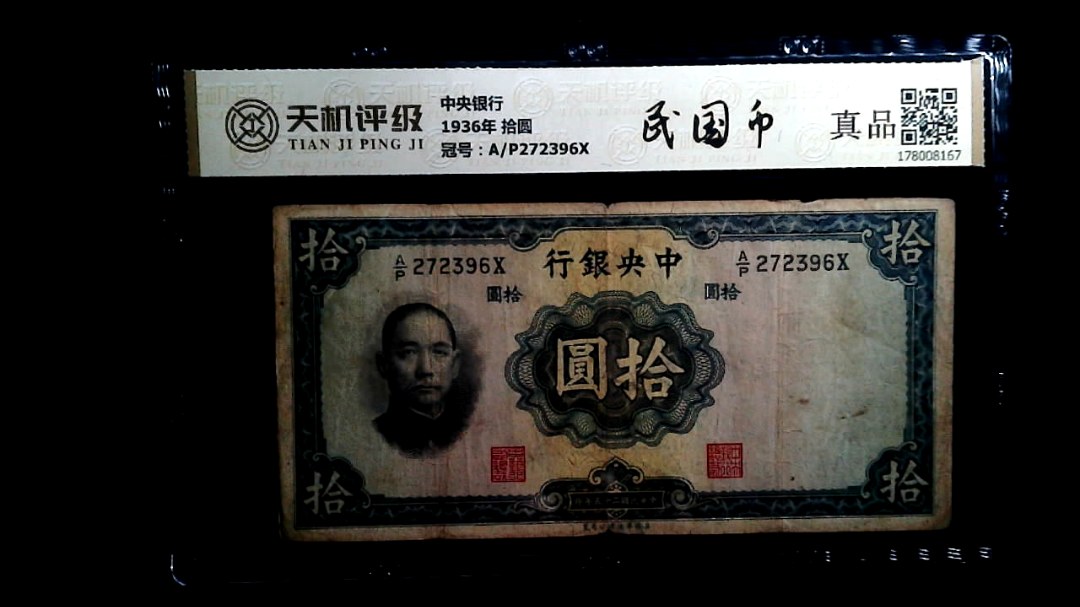 天机评级
TIAN JI PING JI
中央银行
1936年 拾圆
冠号：A/P272396X
民国币
真品
178008167
拾
拾
A/P 272396X
行銀央中
A/P 272396X
圓拾
圓拾
圓拾
拾
拾